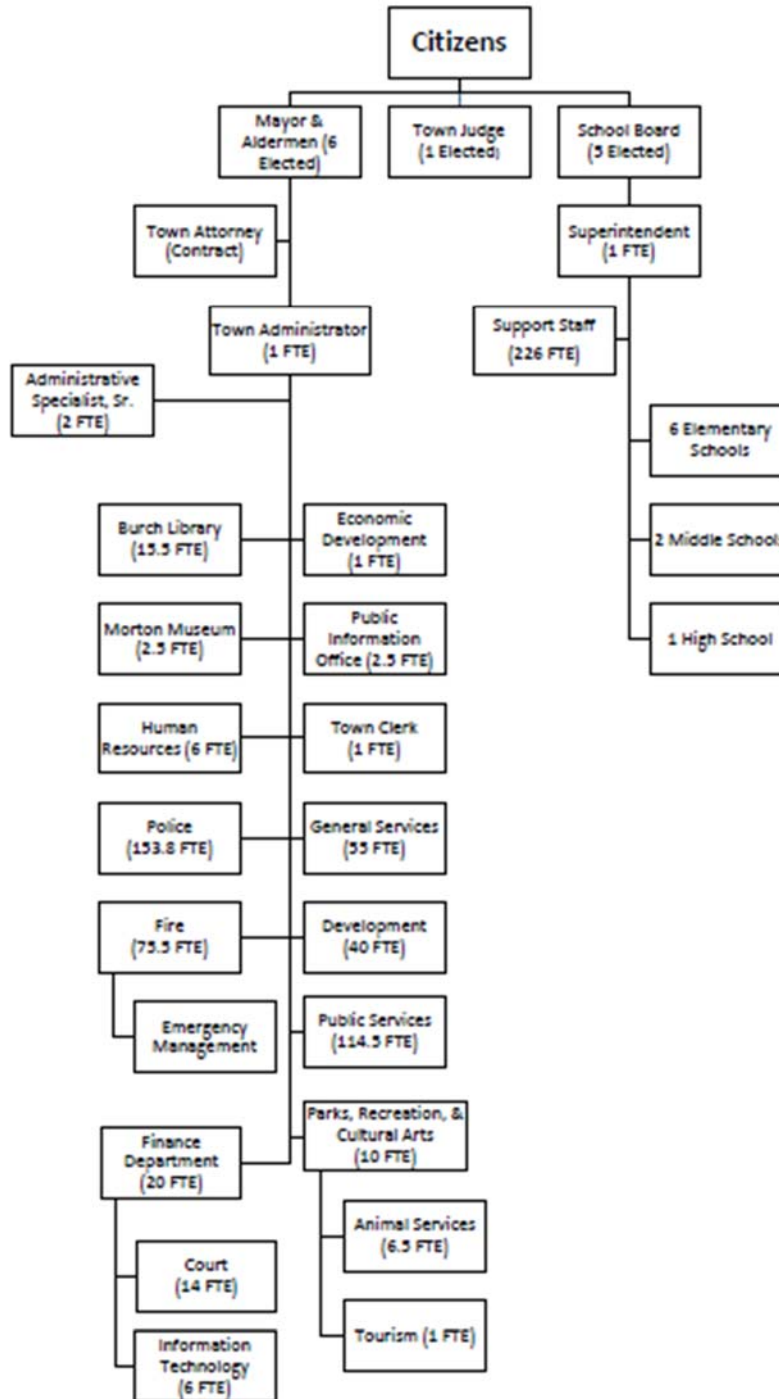 Citizens
Mayor &
Aldermen (6
Elected)
Town Judge
(1 Elected)
School Board
(5 Elected)
Town Attorney
(Contract)
Superintendent
(1 FTE)
Town Administrator
(1 FTE)
Support Staff
(226 FTE)
Administrative
Specialist, Sr.
(2 FTE)
6 Elementary
Schools
Burch Library
(15.5 FTE)
Economic
Development
(1 FTE)
2 Middle Schools
Morton Museum
(2.5 FTE)
Public
Information
Office (2.5 FTE)
1 High School
Human
Resources (6 FTE)
Town Clerk
(1 FTE)
Police
(153.8 FTE)
General Services
(55 FTE)
Fire
(75.5 FTE)
Development
(40 FTE)
Emergency
Management
Public Services
(114.5 FTE)
Finance
Department
(20 FTE)
Parks, Recreation, &
Cultural Arts
(10 FTE)
Court
(14 FTE)
Animal Services
(6.5 FTE)
Information
Technology
(6 FTE)
Tourism (1 FTE)